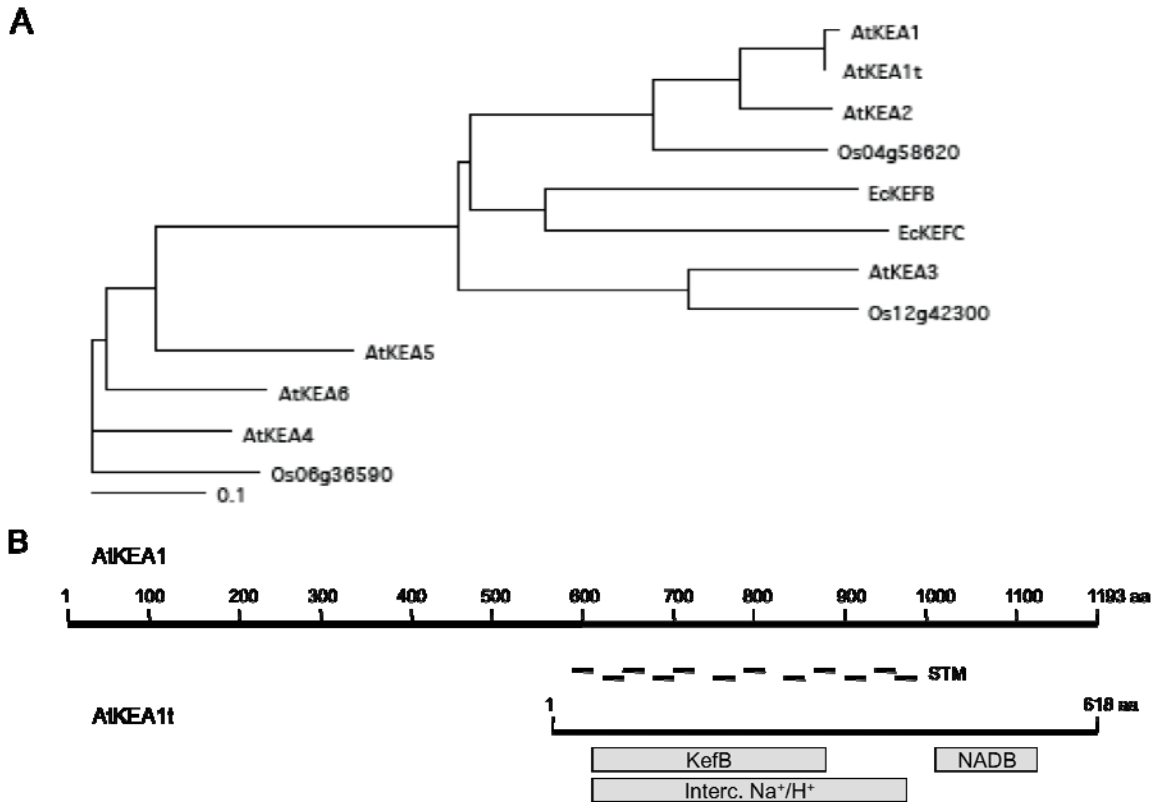 A
AtKEA1
AtKEA1t
AtKEA2
Os04g58620
EcKEFB
EcKEFC
AtKEA3
Os12g42300
AtKEA5
AtKEA6
AtKEA4
Os06g36590
0.1
B
AtKEA1
1 100 200 300 400 500 600 700 800 900 1000 1100 1193 aa
STM
1 618 aa
AtKEA1t
KefB NADB
Interc. Na⁺/H⁺